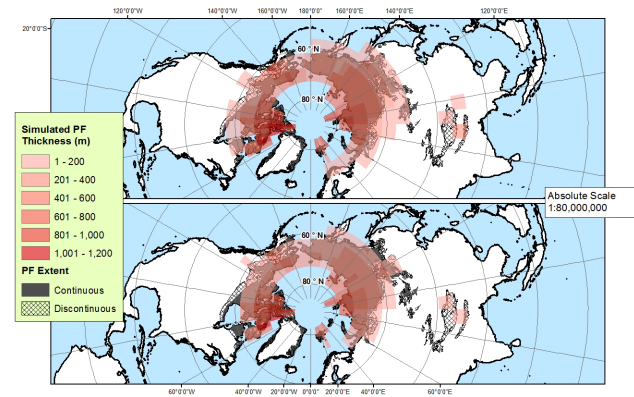 120°0'0"W 140°0'0"W 160°0'0"W 180°0'0" 160°0'0"E 140°0'0"E 120°0'0"E
20°0'0"S
60° N
80° N
Simulated PF
Thickness (m)
1 - 200
201 - 400
401 - 600
601 - 800
801 - 1,000
1,001 - 1,200
PF Extent
Continuous
Discontinuous
Absolute Scale
1:80,000,000
60° N
80° N
60°0'0"W 40°0'0"W 20°0'0"W 0°0'0" 20°0'0"E 40°0'0"E 60°0'0"E